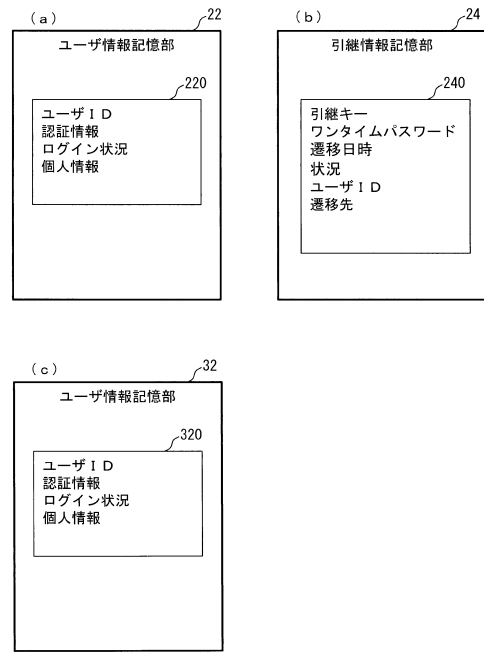 (a)
22
ユーザ情報記憶部
220
ユーザID
認証情報
ログイン状況
個人情報
(b)
24
引継情報記憶部
240
引継キー
ワンタイムパスワード
遷移日時
状況
ユーザID
遷移先
(c)
32
ユーザ情報記憶部
320
ユーザID
認証情報
ログイン状況
個人情報